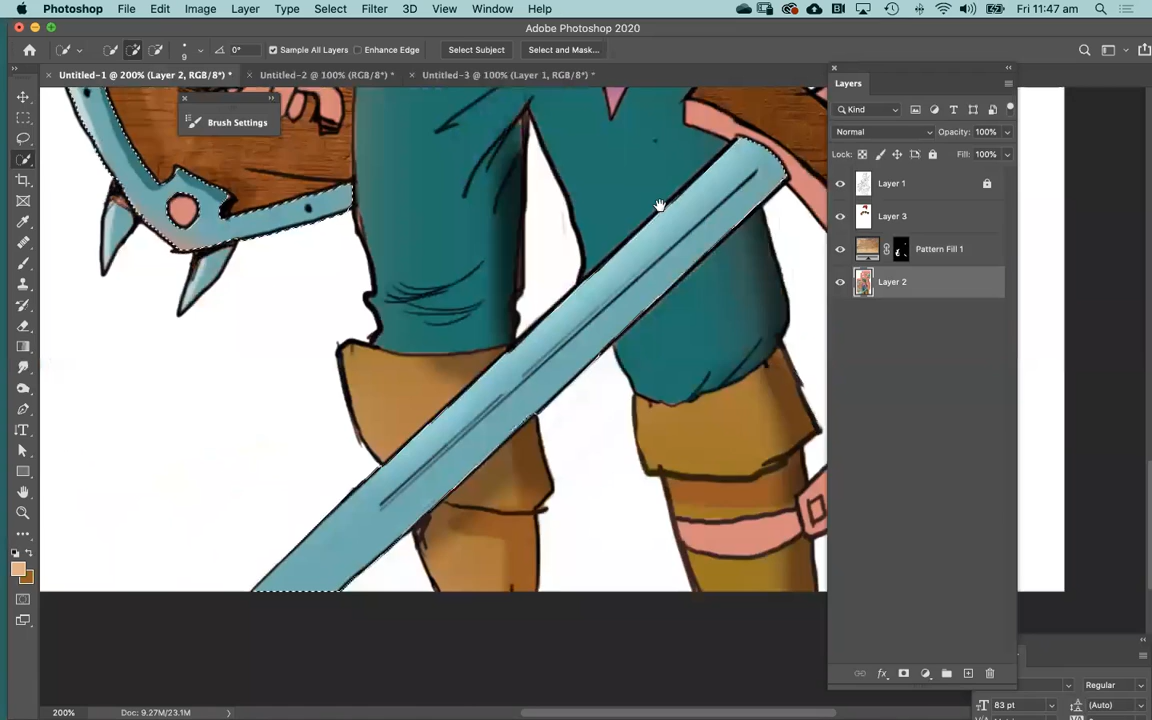 Photoshop File Edit Image Layer Type Select Filter 3D View Window Help Fri 11:47 am
Adobe Photoshop 2020
9 0° Sample All Layers Enhance Edge Select Subject Select and Mask...
Untitled-1 @ 200% (Layer 2, RGB/8*) * Untitled-2 @ 100% (RGB/8*) * Untitled-3 @ 100% (Layer 1, RGB/8*) *
Brush Settings
Layers
Kind
Normal Opacity: 100%
Lock: Fill: 100%
Layer 1
Layer 3
Pattern Fill 1
Layer 2
fx
Regular
83 pt (Auto)
200% Doc: 9.27M/23.1M